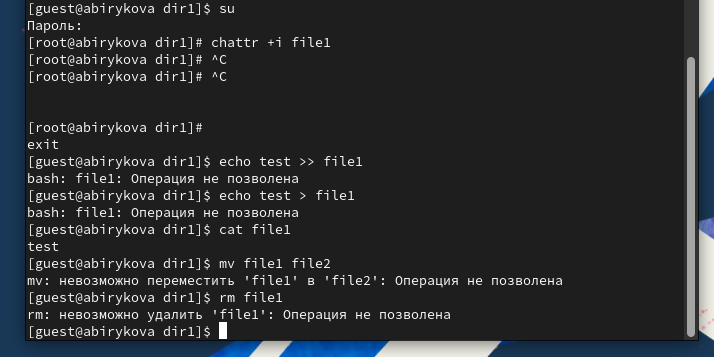 [guest@abirykova dir1]$ su
Пароль:
[root@abirykova dir1]# chattr +i file1
[root@abirykova dir1]# ^C
[root@abirykova dir1]# ^C
[root@abirykova dir1]#
exit
[guest@abirykova dir1]$ echo test >> file1
bash: file1: Операция не позволена
[guest@abirykova dir1]$ echo test > file1
bash: file1: Операция не позволена
[guest@abirykova dir1]$ cat file1
test
[guest@abirykova dir1]$ mv file1 file2
mv: невозможно переместить 'file1' в 'file2': Операция не позволена
[guest@abirykova dir1]$ rm file1
rm: невозможно удалить 'file1': Операция не позволена
[guest@abirykova dir1]$